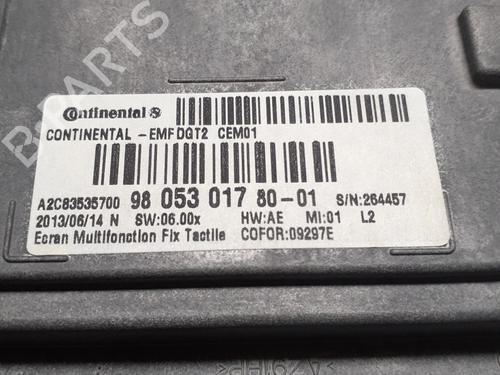 B-PARTS
Continental
CONTINENTAL -EMFDGT2 CEM01
A2C83535700 98 053 017 80-01 S/N:264457
2013/06/14 N SW:06.00x HW:AE MI:01 L2
Ecran Multifonction Fix Tactile COFOR:09297E